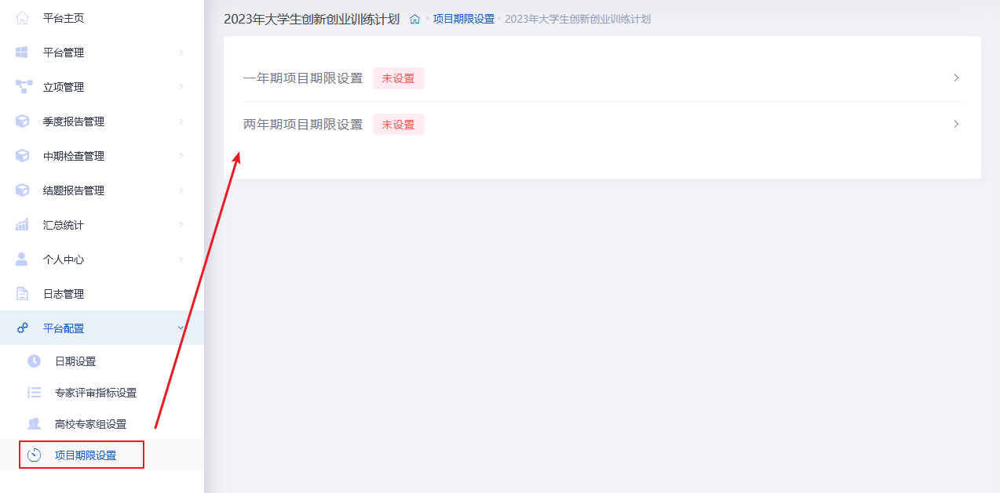 平台主页
平台管理
立项管理
季度报告管理
中期检查管理
结题报告管理
汇总统计
个人中心
日志管理
平台配置
日期设置
专家评审指标设置
高校专家组设置
项目期限设置
2023年大学生创新创业训练计划 项目期限设置 2023年大学生创新创业训练计划
一年期项目期限设置 未设置
两年期项目期限设置 未设置